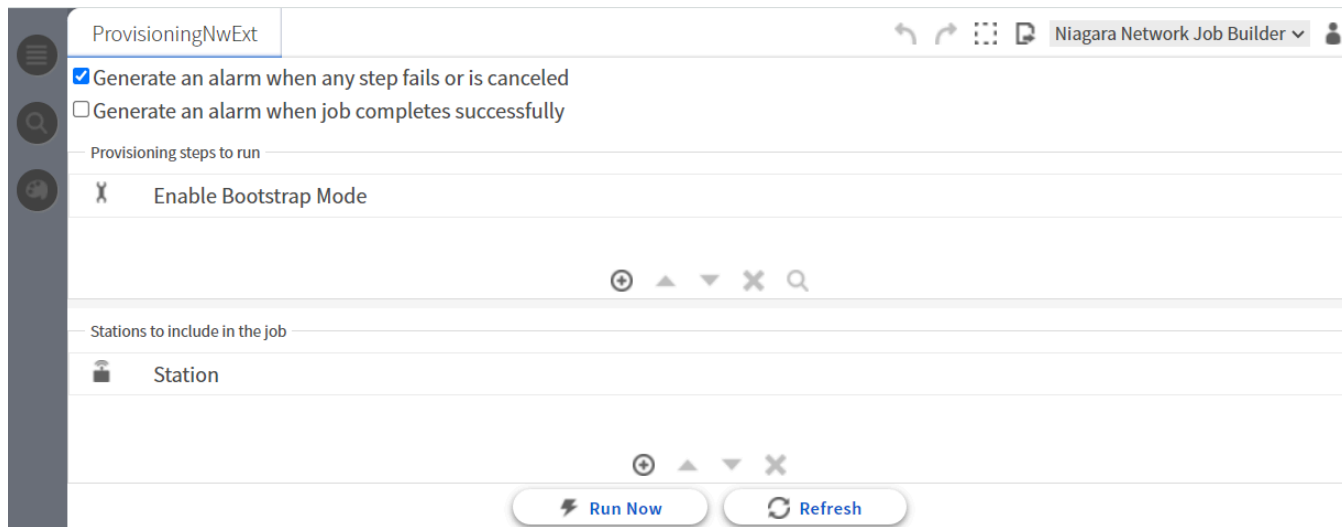 ProvisioningNwExt
Niagara Network Job Builder
Generate an alarm when any step fails or is canceled
Generate an alarm when job completes successfully
Provisioning steps to run
Enable Bootstrap Mode
Stations to include in the job
Station
Run Now
Refresh